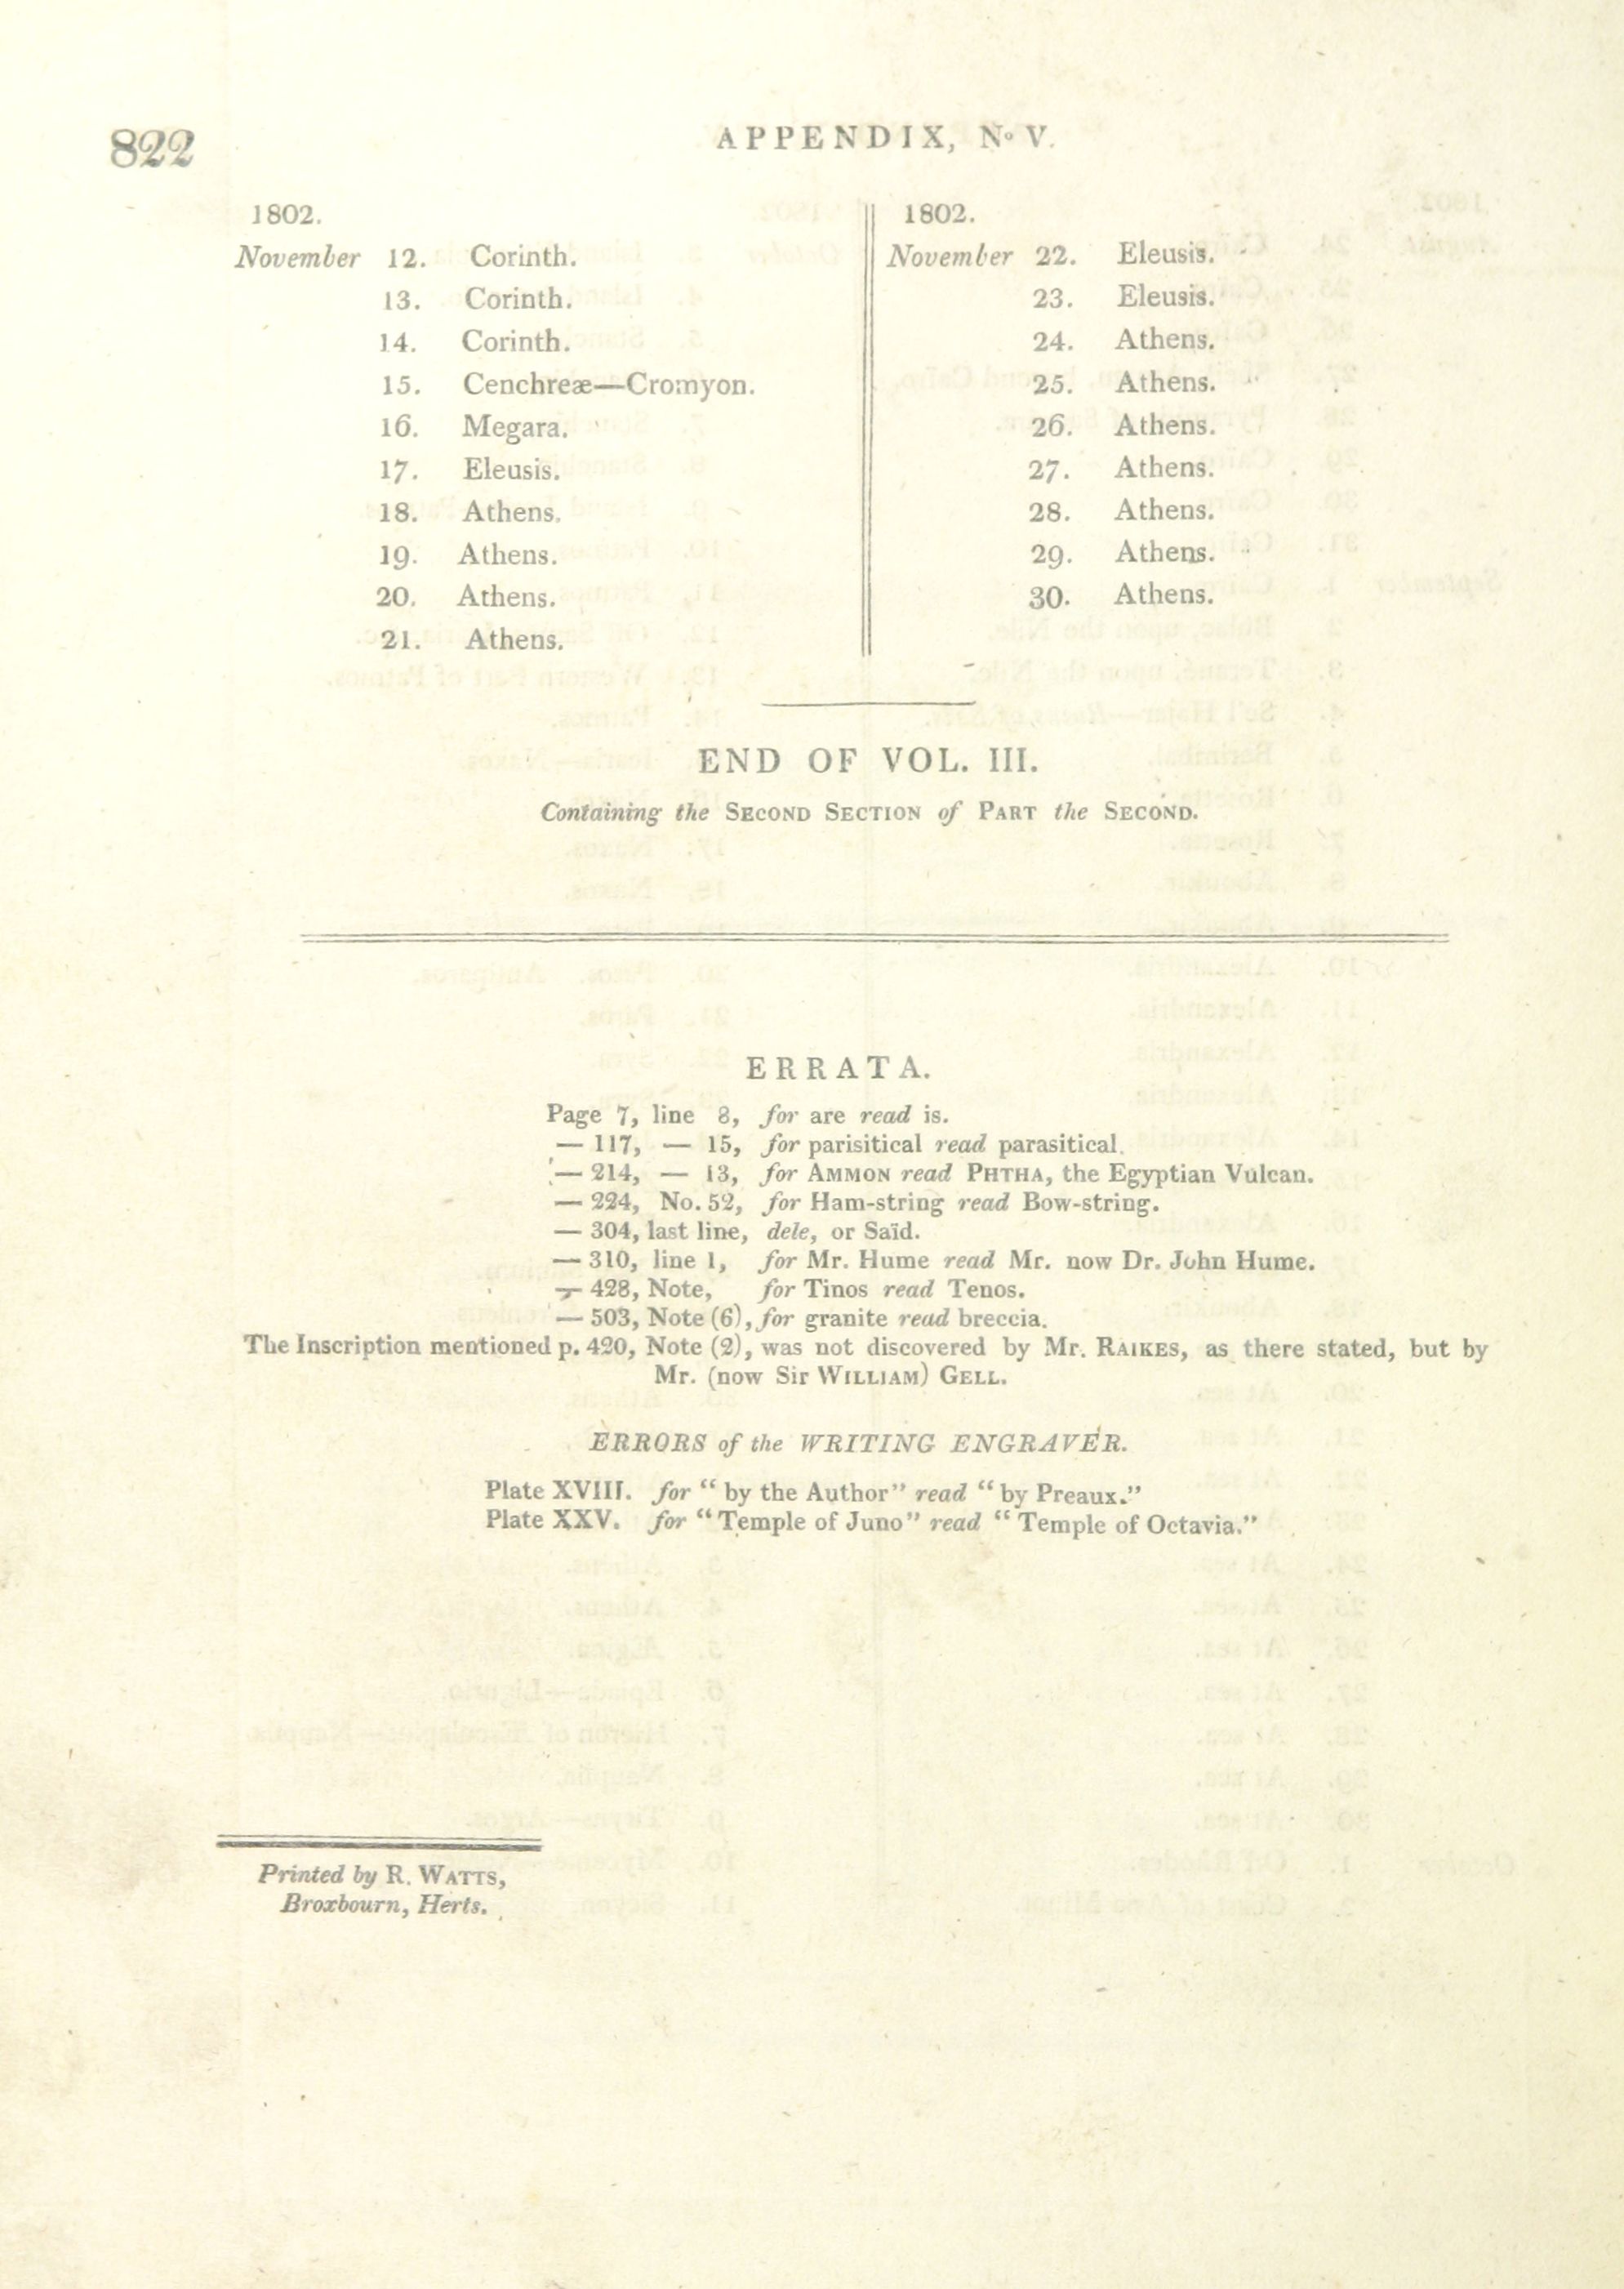 822
APPENDIX, No V.
1802.
November 12. Corinth.
13. Corinth.
14. Corinth.
15. Cenchreæ—Cromyon.
16. Megara.
17. Eleusis.
18. Athens.
19. Athens.
20. Athens.
21. Athens.
1802.
November 22. Eleusis.
23. Eleusis.
24. Athens.
25. Athens.
26. Athens.
27. Athens.
28. Athens.
29. Athens.
30. Athens.
END OF VOL. III.
Containing the SECOND SECTION of PART the SECOND.
ERRATA.
Page 7, line 8, for are read is.
— 117, — 15, for parisitical read parasitical.
— 214, — 13, for AMMON read PHTHA, the Egyptian Vulcan.
— 224, No. 52, for Ham-string read Bow-string.
— 304, last line, dele, or Saïd.
— 310, line 1, for Mr. Hume read Mr. now Dr. John Hume.
— 428, Note, for Tinos read Tenos.
— 503, Note (6), for granite read breccia.
The Inscription mentioned p. 420, Note (2), was not discovered by Mr. RAIKES, as there stated, but by
Mr. (now Sir WILLIAM) GELL.
ERRORS of the WRITING ENGRAVER.
Plate XVIII. for “by the Author” read “by Preaux.”
Plate XXV. for “Temple of Juno” read “Temple of Octavia.”
Printed by R. WATTS,
Broxbourn, Herts.